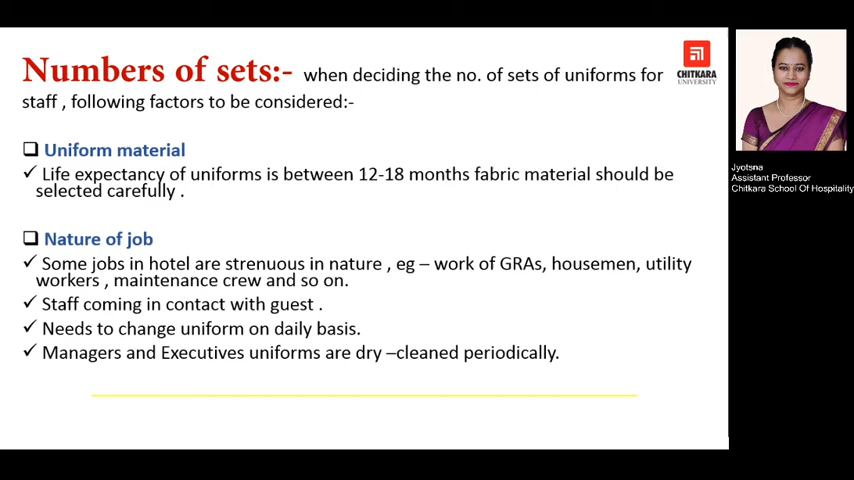 Numbers of sets:- when deciding the no. of sets of uniforms for
staff , following factors to be considered:-
CHITKARA
UNIVERSITY
Uniform material
Life expectancy of uniforms is between 12-18 months fabric material should be
selected carefully .
Nature of job
Some jobs in hotel are strenuous in nature , eg – work of GRAs, housemen, utility
workers , maintenance crew and so on.
Staff coming in contact with guest .
Needs to change uniform on daily basis.
Managers and Executives uniforms are dry –cleaned periodically.
Jyotsna
Assistant Professor
Chitkara School Of Hospitality